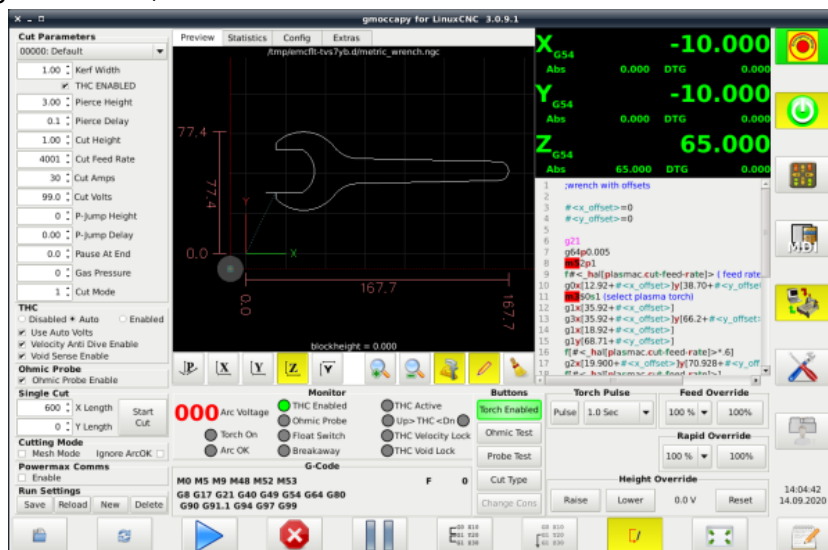 gmoccapy for LinuxCNC 3.0.9.1
Cut Parameters
00000: Default
1.00 Kerf Width
THC ENABLED
3.00 Pierce Height
0.1 Pierce Delay
1.00 Cut Height
4001 Cut Feed Rate
30 Cut Amps
99.0 Cut Volts
0 P-Jump Height
0.00 P-Jump Delay
0.0 Pause At End
0 Gas Pressure
1 Cut Mode
THC
Disabled Auto Enabled
Use Auto Volts
Velocity Anti Dive Enable
Void Sense Enable
Ohmic Probe
Ohmic Probe Enable
Single Cut
600 X Length
0 Y Length
Start
Cut
Cutting Mode
Mesh Mode Ignore ArcOK
Powermax Comms
Enable
Run Settings
Save Reload New Delete
Preview Statistics Config Extras
/tmp/emcflt-tvs7yb.d/metric_wrench.ngc
77.4
77.4
0.0
Y
X
0.0
167.7
167.7
blockheight = 0.000
P X Y Z Y
X G54 -10.000
Abs 0.000 DTG 0.000
Y G54 -10.000
Abs 0.000 DTG 0.000
Z G54 65.000
Abs 65.000 DTG 0.000
1 ;wrench with offsets
2
3 #<x_offset>=0
4 #<y_offset>=0
5
6 g21
7 g64p0.005
8 m52p1
9 f#<_hal[plasmac.cut-feed-rate]> ( feed rate
10 g0x[12.92+#<x_offset>]y[38.70+#<y_offset
11 m3$0s1 (select plasma torch)
12 g1x[35.92+#<x_offset>]
13 g3x[35.92+#<x_offset>]y[66.2+#<y_offset>
14 g1x[18.92+#<x_offset>]
15 g1y[68.71+#<y_offset>]
16 f[#<_hal[plasmac.cut-feed-rate]>*.6]
17 g2x[19.900+#<x_offset>]y[70.928+#<y_off
18 f[#<_hal[plasmac.cut-feed-rate]>]
MDI
Monitor
000 Arc Voltage
Torch On
Arc OK
THC Enabled
Ohmic Probe
Float Switch
Breakaway
THC Active
Up> THC <Dn
THC Velocity Lock
THC Void Lock
G-Code
M0 M5 M9 M48 M52 M53 F 0
G8 G17 G21 G40 G49 G54 G64 G80
G90 G91.1 G94 G97 G99
Buttons
Torch Enabled
Ohmic Test
Probe Test
Cut Type
Change Cons
Torch Pulse
Pulse 1.0 Sec
Feed Override
100 % 100%
Rapid Override
100 % 100%
Height Override
Raise Lower 0.0 V Reset
14:04:42
14.09.2020